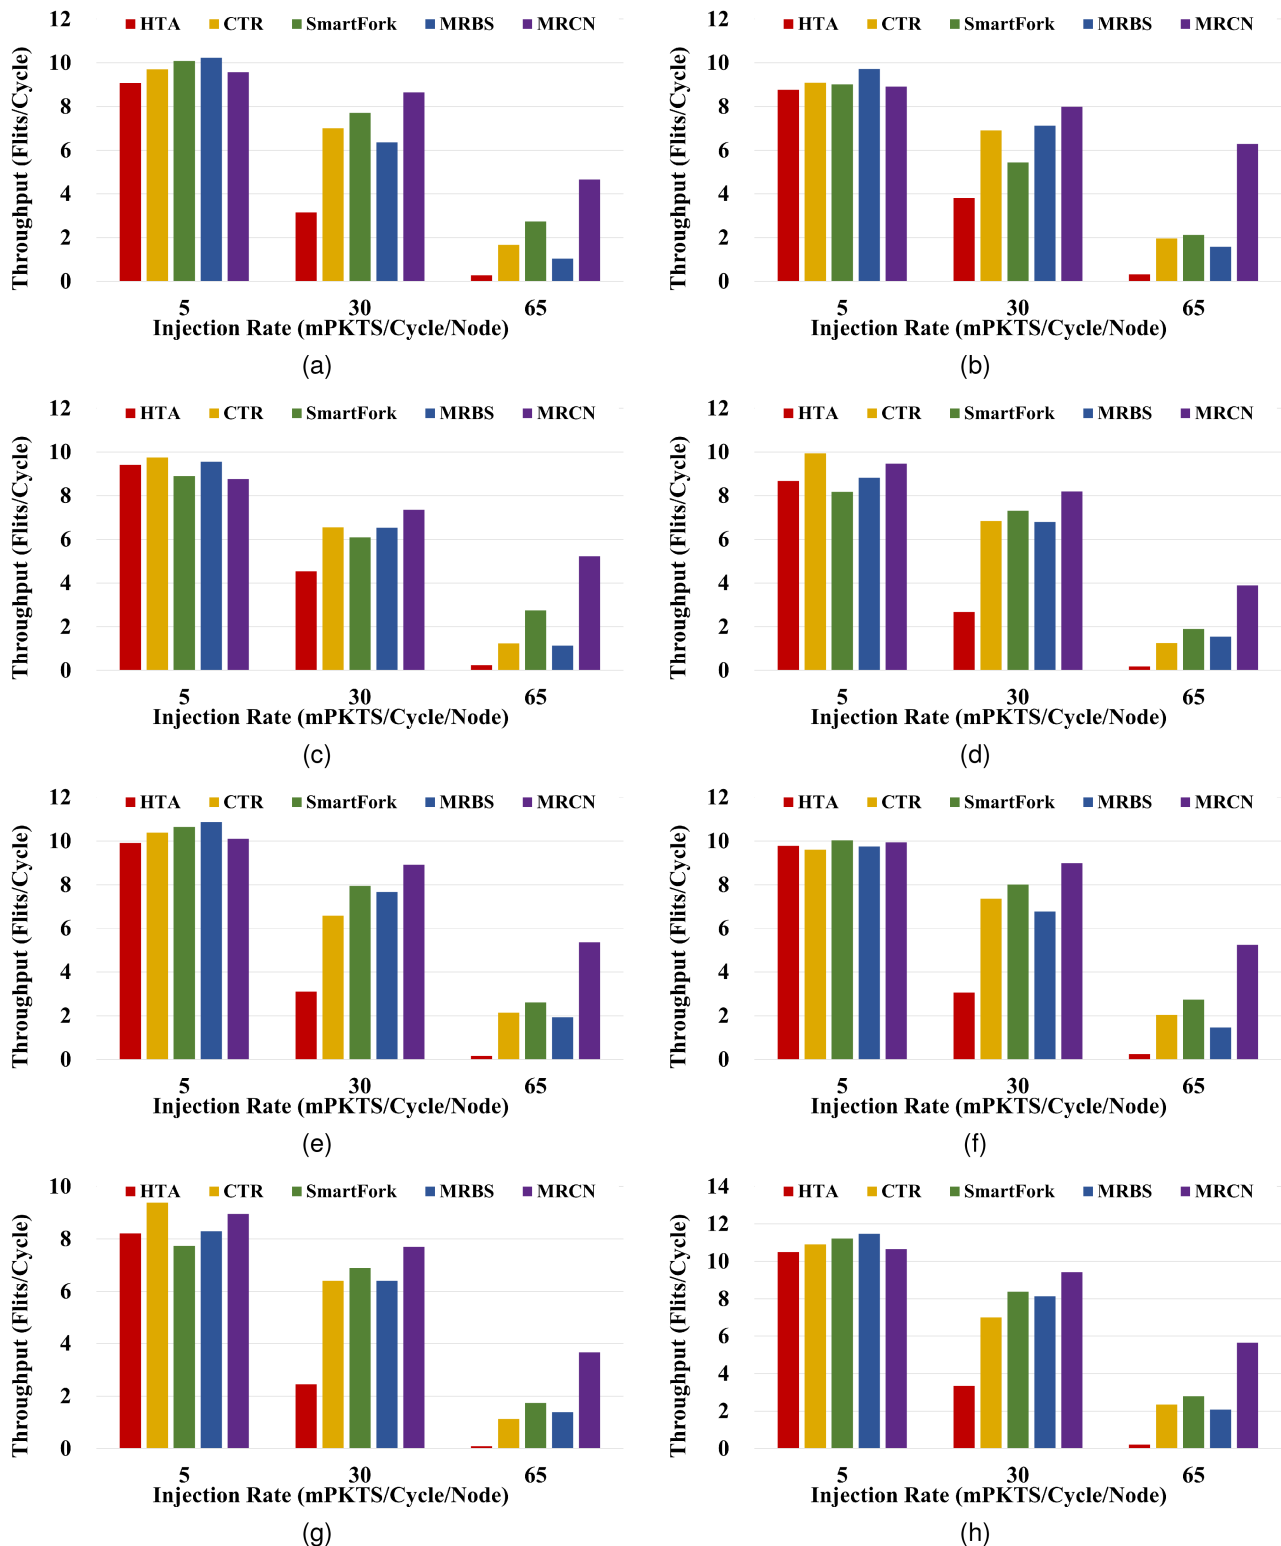 12
HTA CTR SmartFork MRBS MRCN
10
8
6
4
2
0
Throughput (Flits/Cycle)
5 30 65
Injection Rate (mPKTS/Cycle/Node)
(a)
12
HTA CTR SmartFork MRBS MRCN
10
8
6
4
2
0
Throughput (Flits/Cycle)
5 30 65
Injection Rate (mPKTS/Cycle/Node)
(b)
12
HTA CTR SmartFork MRBS MRCN
10
8
6
4
2
0
Throughput (Flits/Cycle)
5 30 65
Injection Rate (mPKTS/Cycle/Node)
(c)
12
HTA CTR SmartFork MRBS MRCN
10
8
6
4
2
0
Throughput (Flits/Cycle)
5 30 65
Injection Rate (mPKTS/Cycle/Node)
(d)
12
HTA CTR SmartFork MRBS MRCN
10
8
6
4
2
0
Throughput (Flits/Cycle)
5 30 65
Injection Rate (mPKTS/Cycle/Node)
(e)
12
HTA CTR SmartFork MRBS MRCN
10
8
6
4
2
0
Throughput (Flits/Cycle)
5 30 65
Injection Rate (mPKTS/Cycle/Node)
(f)
10
HTA CTR SmartFork MRBS MRCN
8
6
4
2
0
Throughput (Flits/Cycle)
5 30 65
Injection Rate (mPKTS/Cycle/Node)
(g)
14
HTA CTR SmartFork MRBS MRCN
12
10
8
6
4
2
0
Throughput (Flits/Cycle)
5 30 65
Injection Rate (mPKTS/Cycle/Node)
(h)